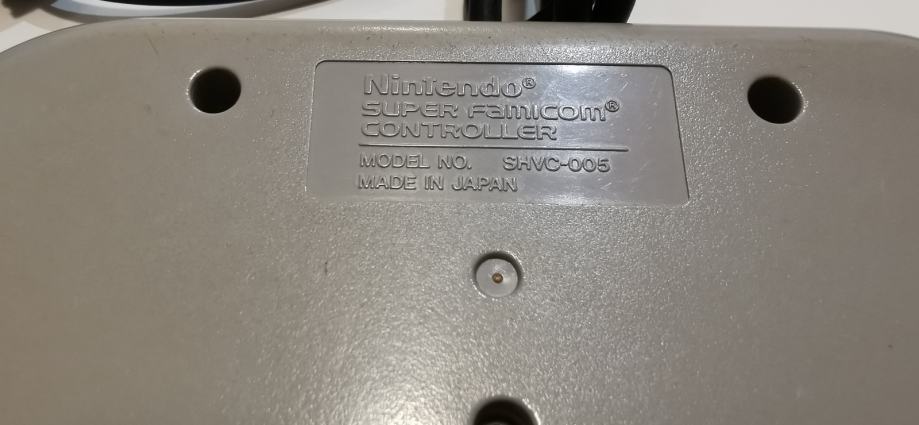 Nintendo®
SUPER Famicom®
CONTROLLER
MODEL NO. SHVC-005
MADE IN JAPAN